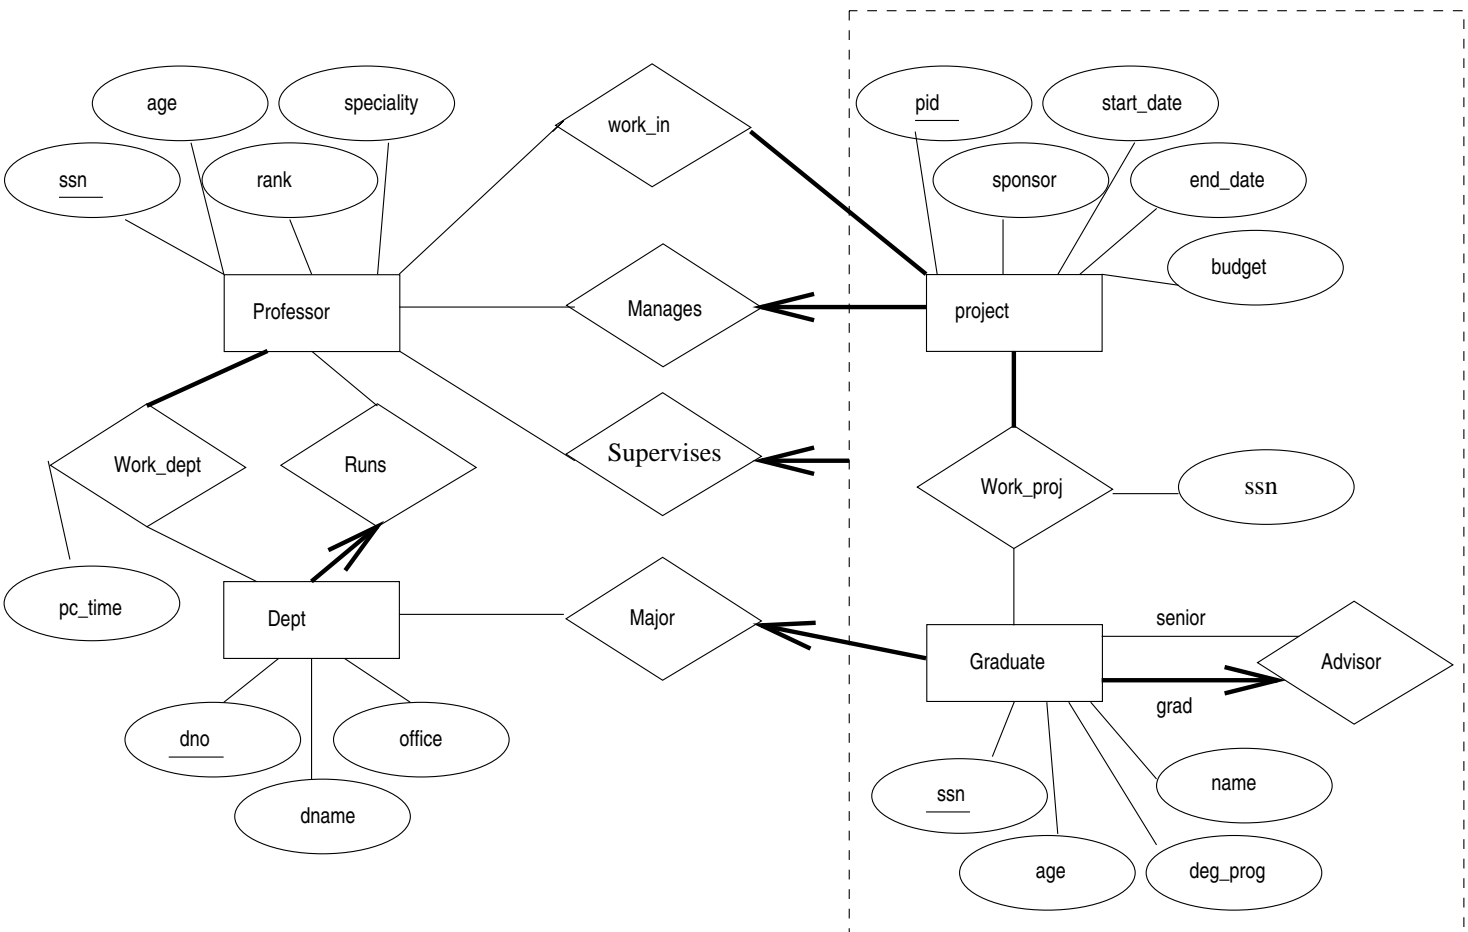 age
speciality
work_in
pid
start_date
ssn
rank
sponsor
end_date
budget
Professor
Manages
project
Work_dept
Runs
Supervises
Work_proj
ssn
pc_time
Dept
Major
senior
Graduate
Advisor
grad
dno
office
dname
ssn
name
age
deg_prog